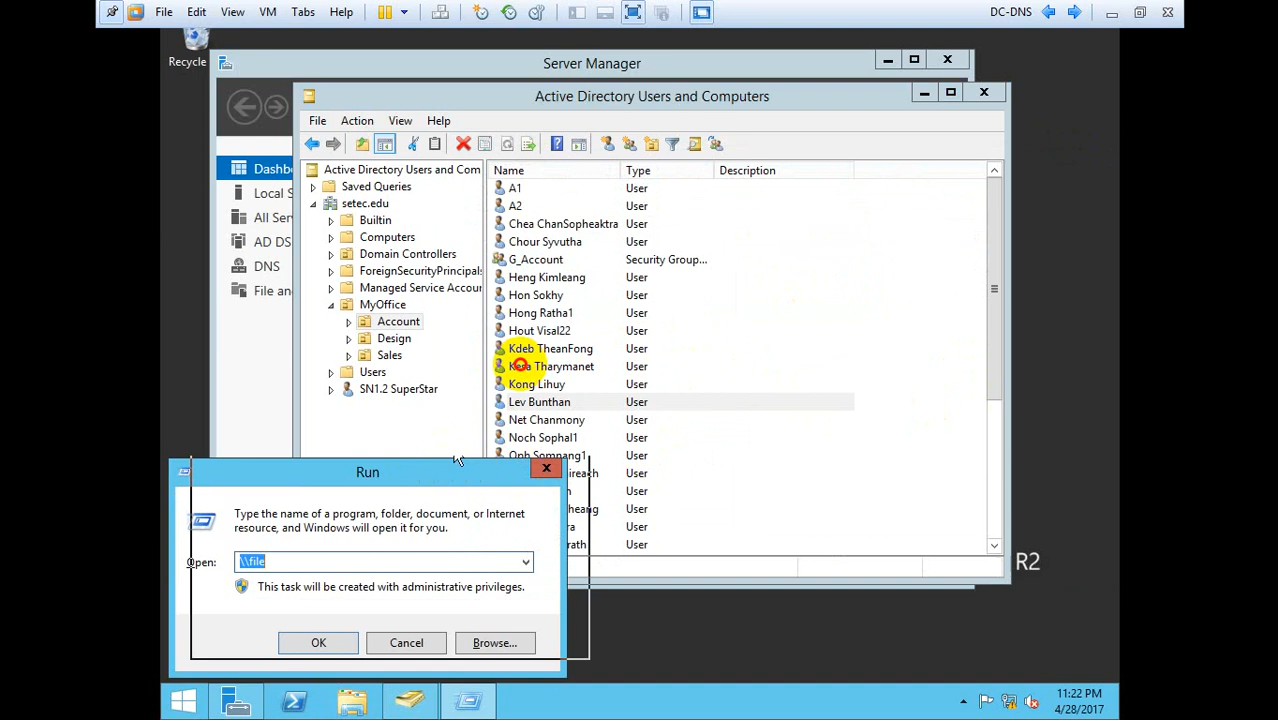 File Edit View VM Tabs Help DC-DNS
Recycle
Server Manager
Active Directory Users and Computers
File Action View Help
Dashb
Local S
All Serv
AD DS
DNS
File an
Active Directory Users and Com
Saved Queries
setec.edu
Builtin
Computers
Domain Controllers
ForeignSecurityPrincipals
Managed Service Accour
MyOffice
Account
Design
Sales
Users
SN1.2 SuperStar
Name Type Description
A1 User
A2 User
Chea ChanSopheaktra User
Chour Syvutha User
G_Account Security Group...
Heng Kimleang User
Hon Sokhy User
Hong Ratha1 User
Hout Visal22 User
Kdeb TheanFong User
Tharymanet User
Kong Lihuy User
Lev Bunthan User
Net Chanmony User
Noch Sophal1 User
User
User
User
User
User
User
Run
Type the name of a program, folder, document, or Internet
resource, and Windows will open it for you.
Open: \\file
This task will be created with administrative privileges.
OK Cancel Browse...
R2
11:22 PM
4/28/2017